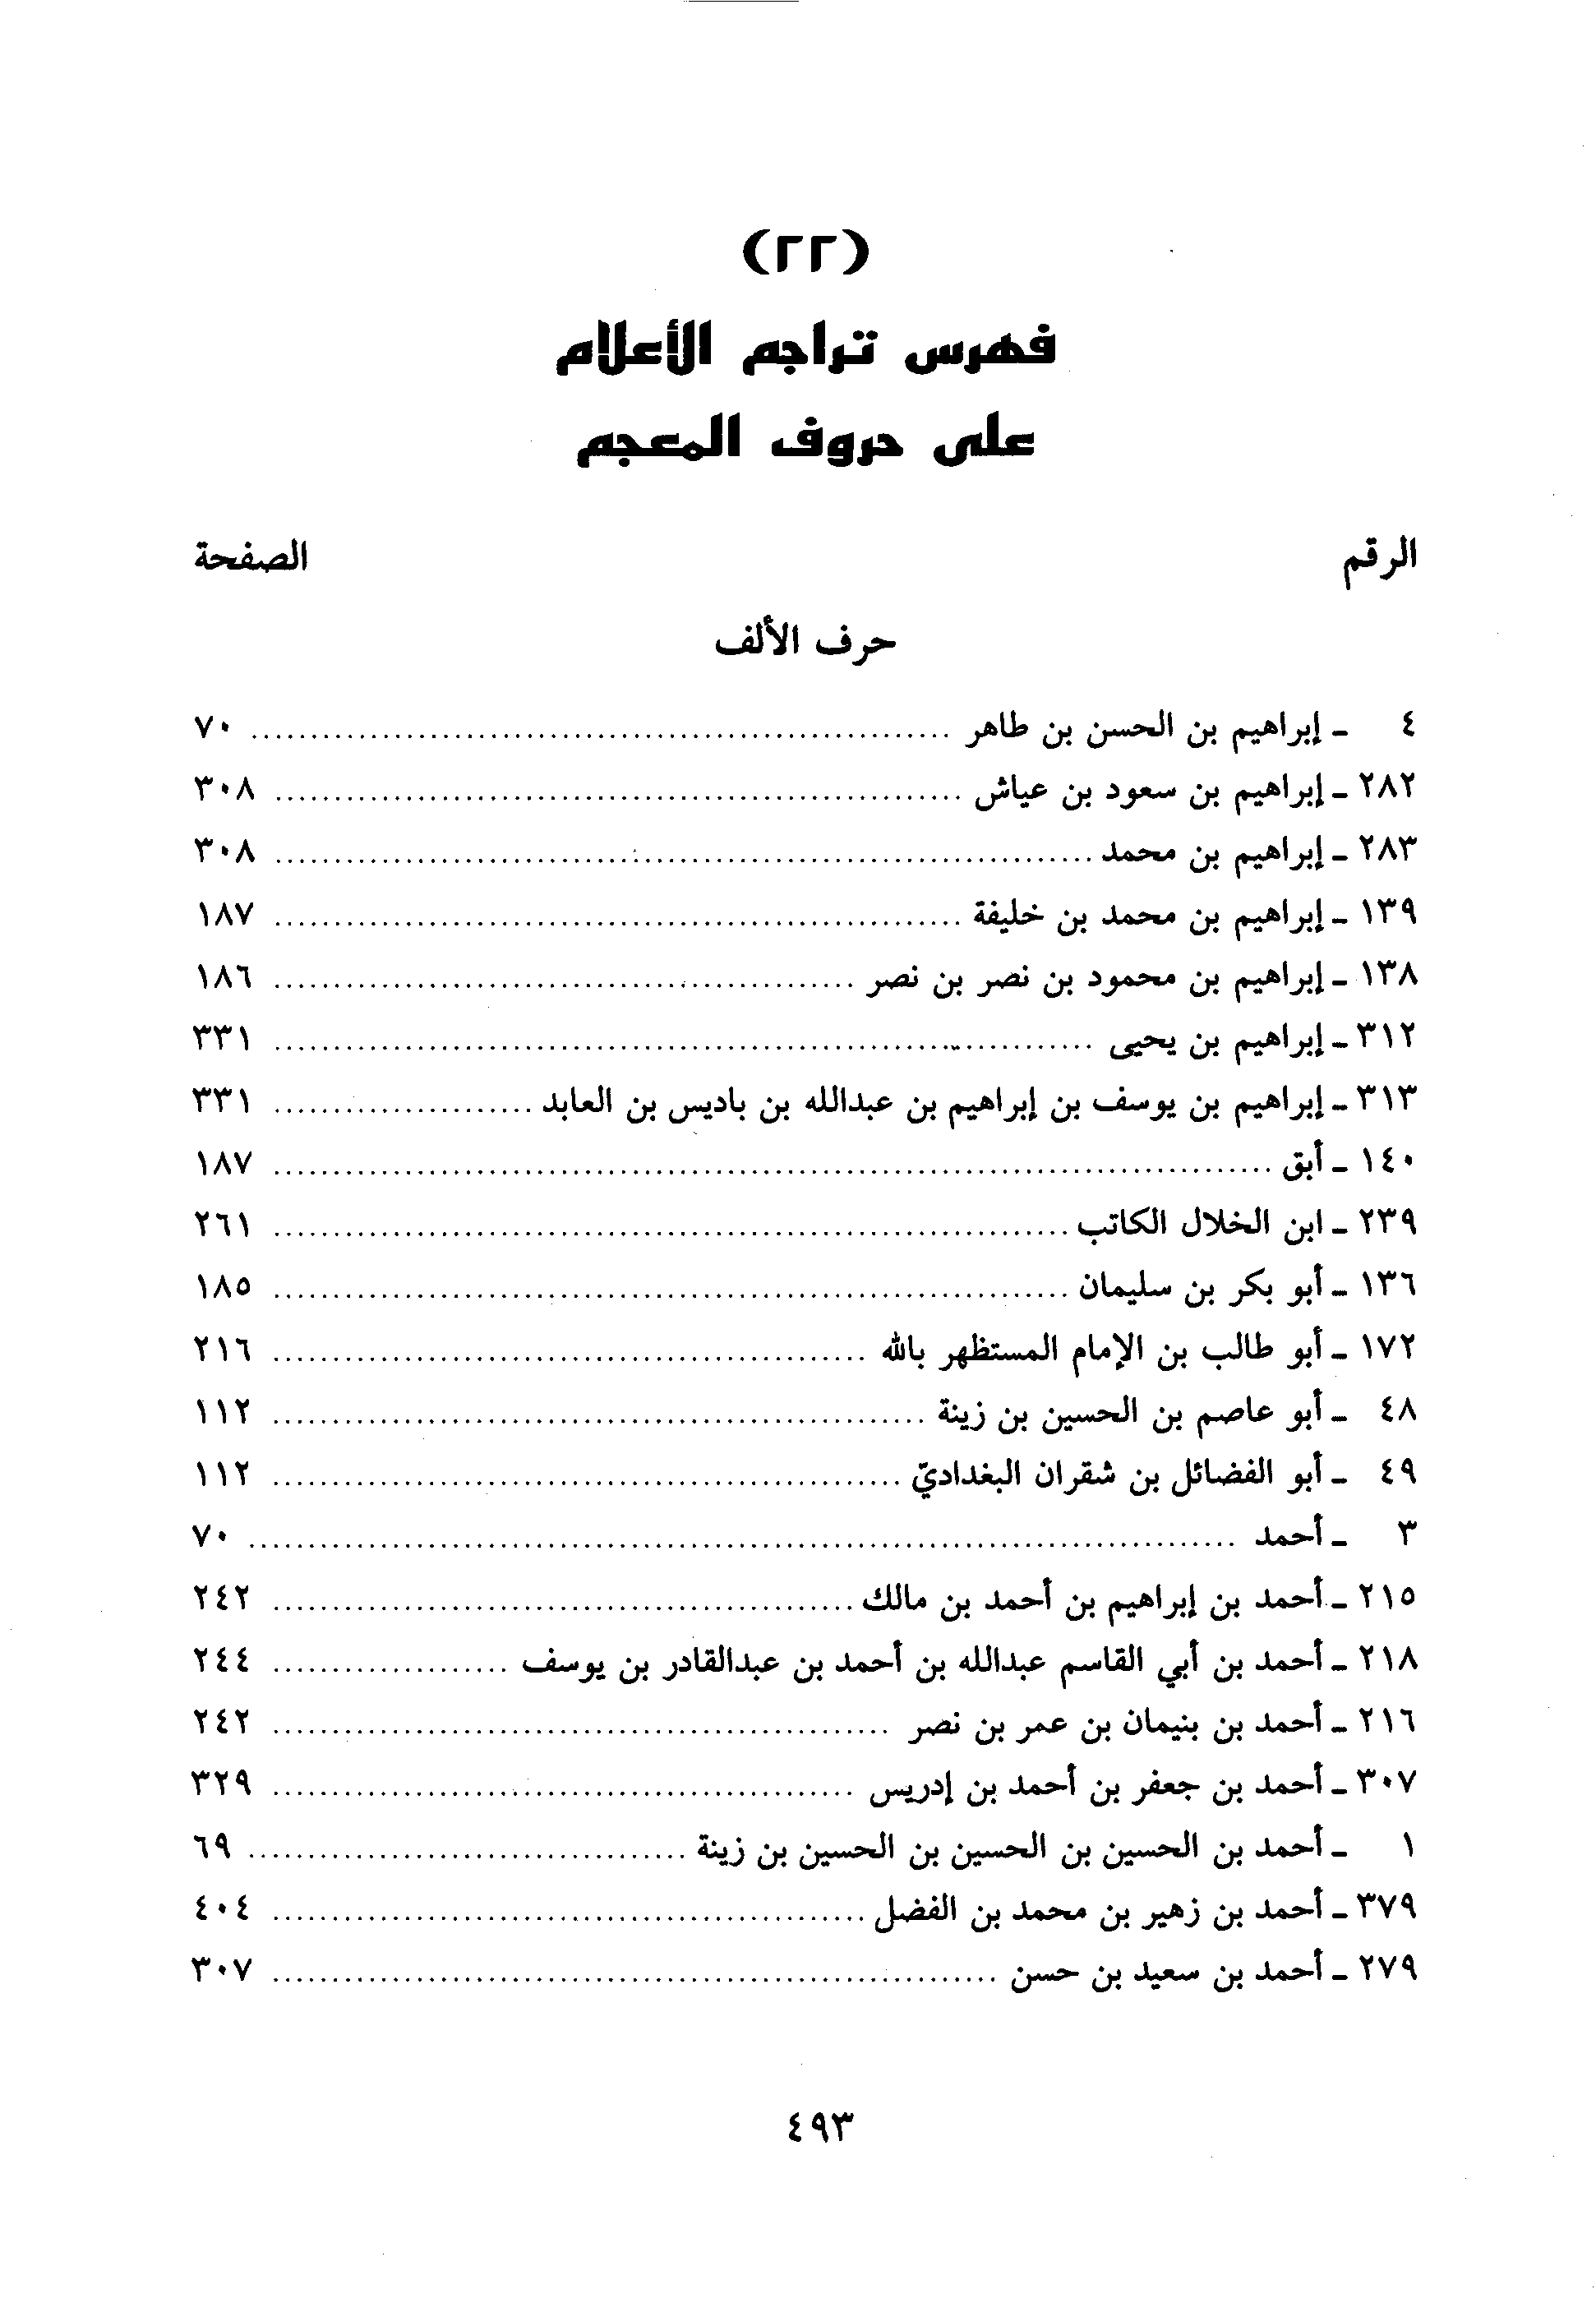 (٢٢)
فهرس تراجم الأعلام
على حروف المعجم
الرقم الصفحة
حرف الألف
٤ - إبراهيم بن الحسن بن طاهر ........ ٧٠
٢٨٢ - إبراهيم بن سعود بن عياش ........ ٣٠٨
٢٨٣ - إبراهيم بن محمد ........ ٣٠٨
١٣٩ - إبراهيم بن محمد بن خليفة ........ ١٨٧
١٣٨ - إبراهيم بن محمود بن نصر بن نصر ........ ١٨٦
٣١٢ - إبراهيم بن يحيى ........ ٣٣١
٣١٣ - إبراهيم بن يوسف بن إبراهيم بن عبدالله بن باديس بن العابد ........ ٣٣١
١٤٠ - أبق ........ ١٨٧
٢٣٩ - ابن الخلال الكاتب ........ ٢٦١
١٣٦ - أبو بكر بن سليمان ........ ١٨٥
١٧٢ - أبو طالب بن الإمام المستظهر بالله ........ ٢١٦
٤٨ - أبو عاصم بن الحسين بن زينة ........ ١١٢
٤٩ - أبو الفضائل بن شقران البغداديّ ........ ١١٢
٣ - أحمد ........ ٧٠
٢١٥ - أحمد بن إبراهيم بن أحمد بن مالك ........ ٢٤٢
٢١٨ - أحمد بن أبي القاسم عبدالله بن أحمد بن عبدالقادر بن يوسف ........ ٢٤٤
٢١٦ - أحمد بن بنيمان بن عمر بن نصر ........ ٢٤٢
٣٠٧ - أحمد بن جعفر بن أحمد بن إدريس ........ ٣٢٩
١ - أحمد بن الحسين بن الحسين بن الحسين بن زينة ........ ٦٩
٣٧٩ - أحمد بن زهير بن محمد بن الفضل ........ ٤٠٤
٢٧٩ - أحمد بن سعيد بن حسن ........ ٣٠٧
٤٩٣